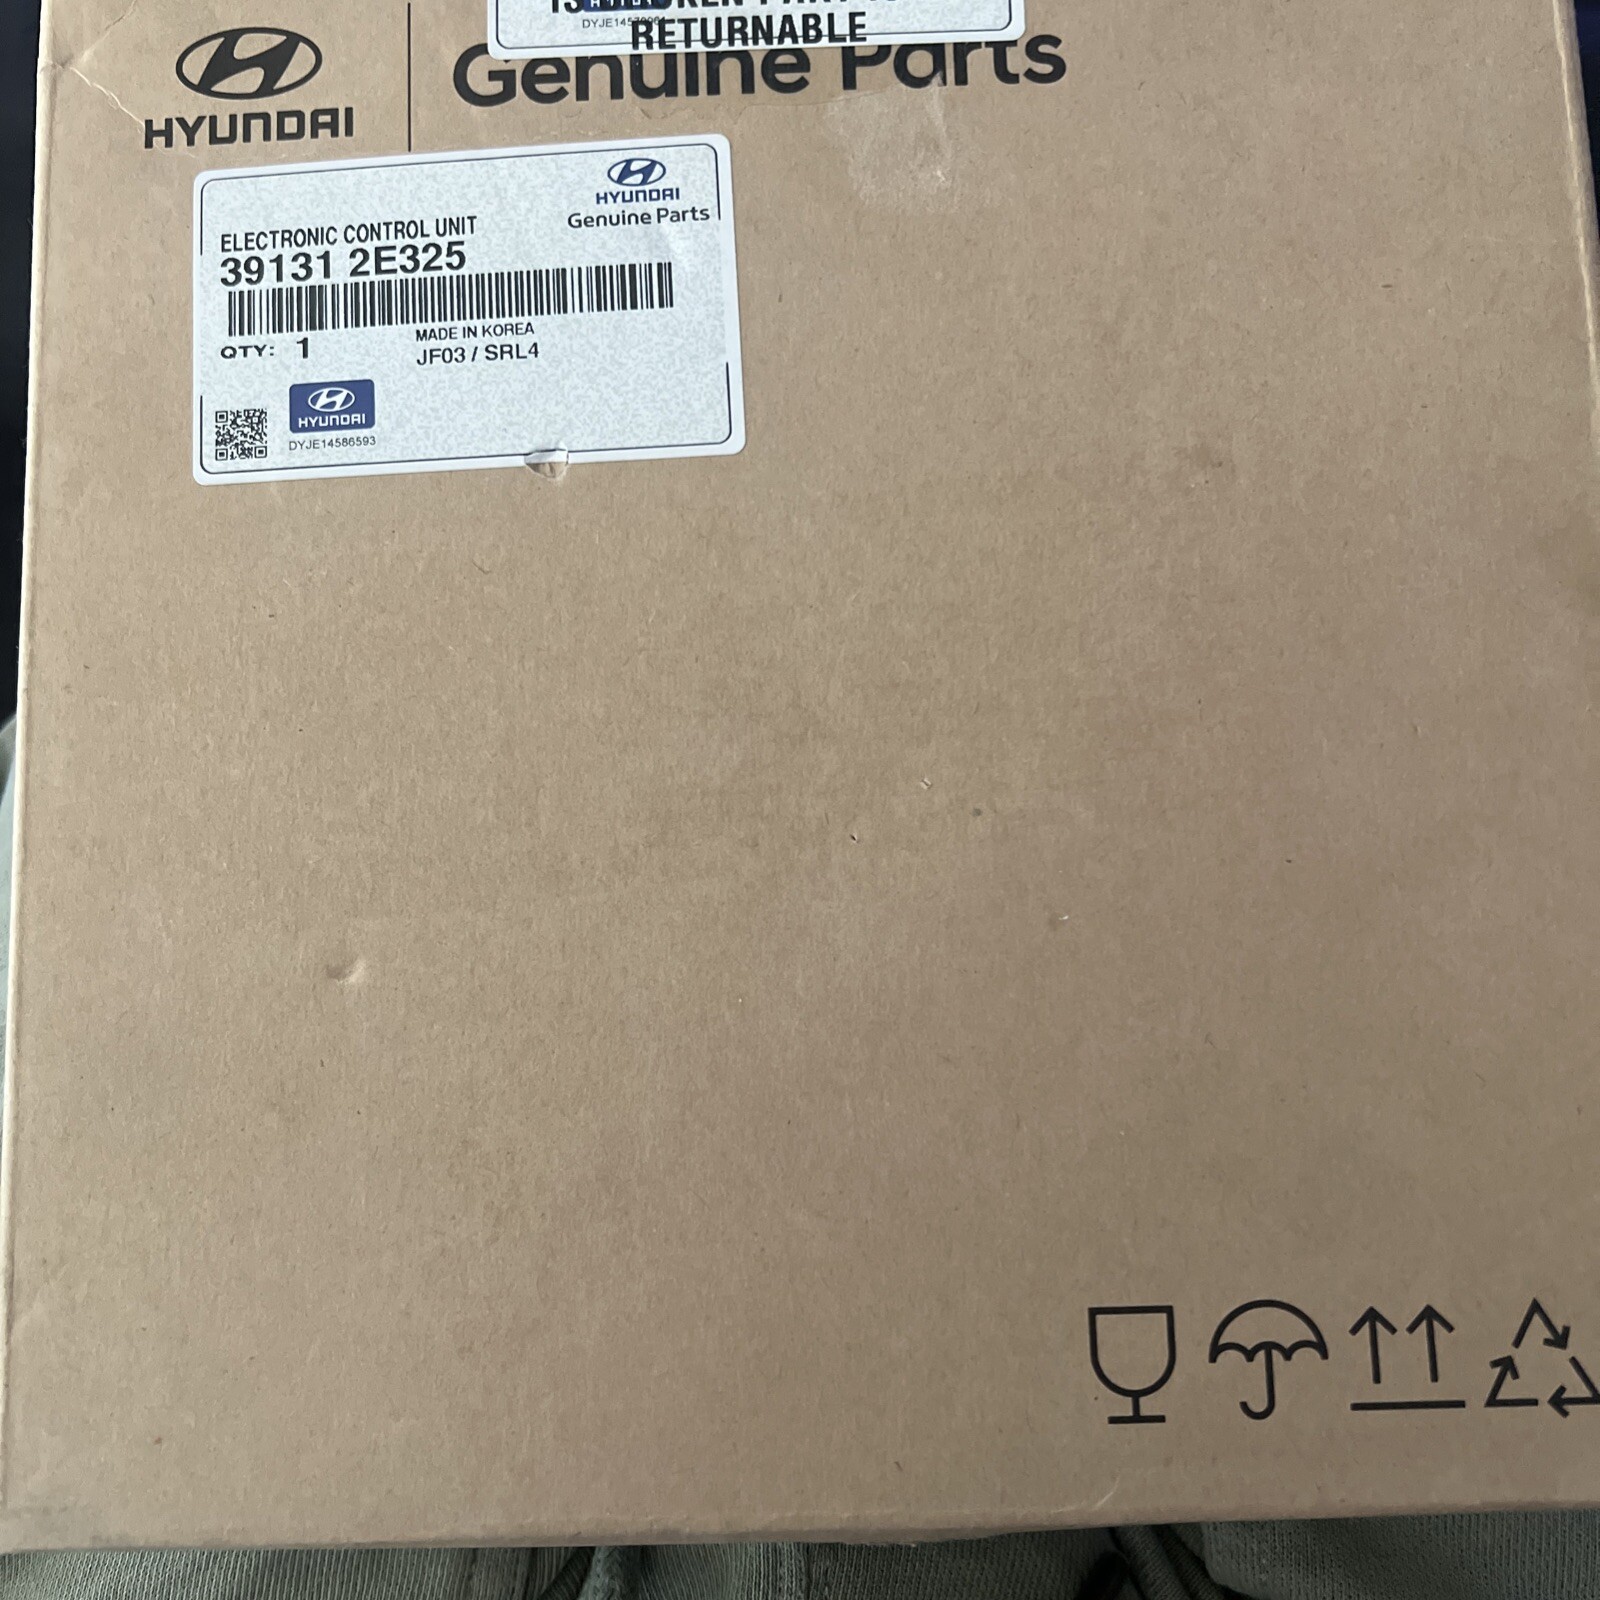 RETURNABLE
HYUNDAI
Genuine Parts
HYUNDAI
Genuine Parts
ELECTRONIC CONTROL UNIT
39131 2E325
MADE IN KOREA
QTY: 1
JF03 / SRL4
HYUNDAI
DYJE14586593